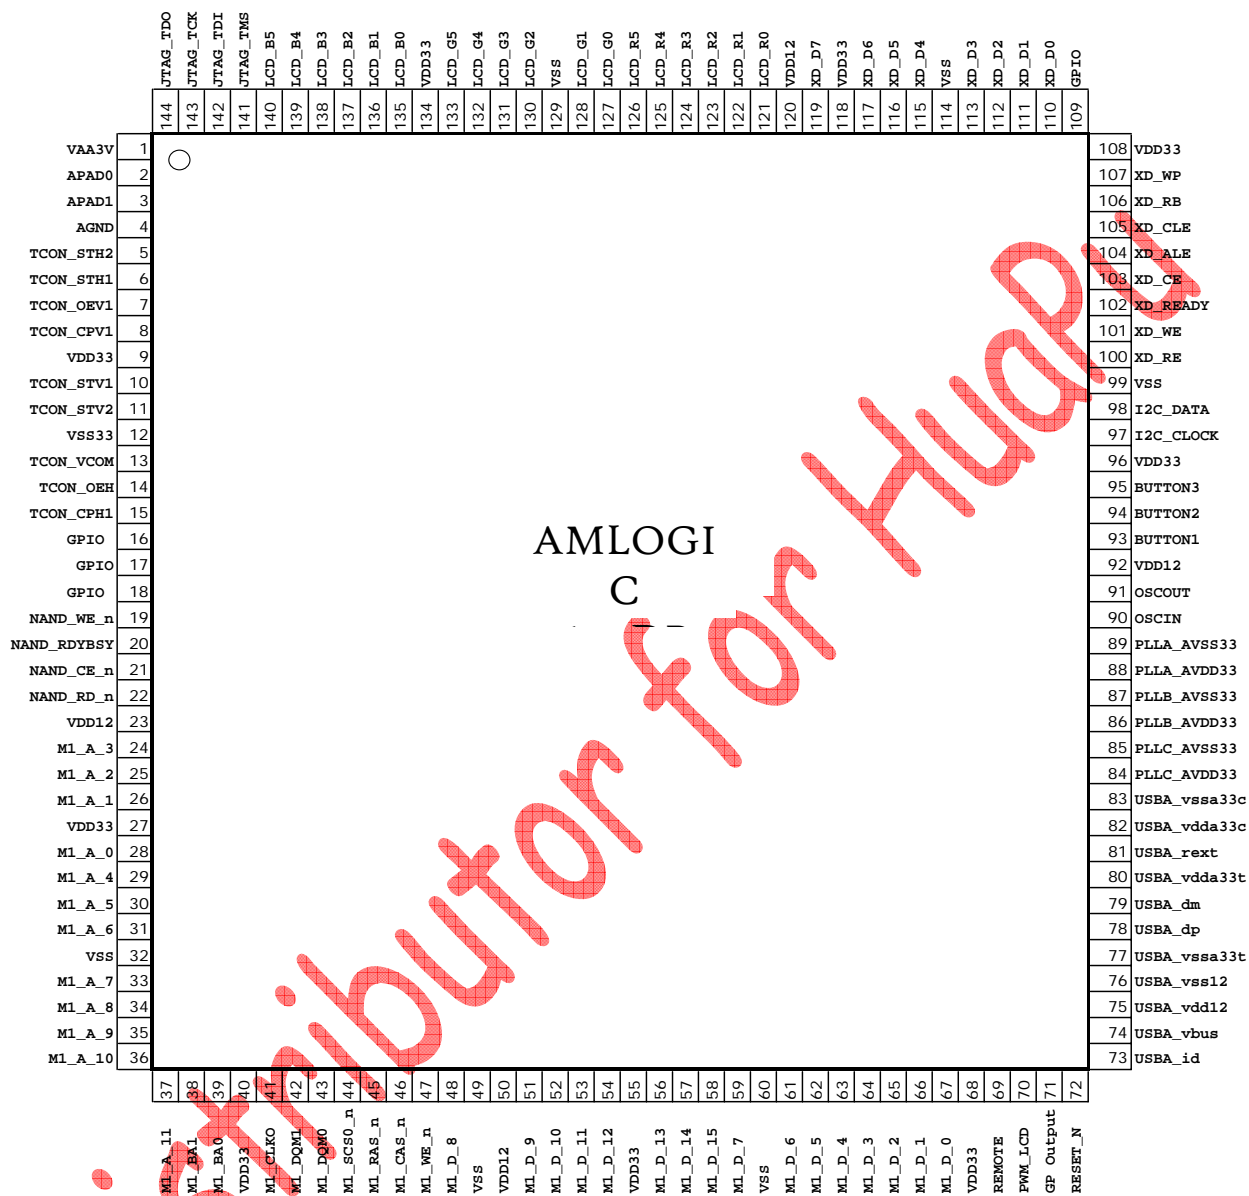 JTAG_TDO JTAG_TCK JTAG_TDI JTAG_TMS LCD_B5 LCD_B4 LCD_B3 LCD_B2 LCD_B1 LCD_B0 VDD33 LCD_G5 LCD_G4 LCD_G3 LCD_G2 VSS LCD_G1 LCD_G0 LCD_R5 LCD_R4 LCD_R3 LCD_R2 LCD_R1 LCD_R0 VDD12 XD_D7 VDD33 XD_D6 XD_D5 XD_D4 VSS XD_D3 XD_D2 XD_D1 XD_D0 GPIO
144 143 142 141 140 139 138 137 136 135 134 133 132 131 130 129 128 127 126 125 124 123 122 121 120 119 118 117 116 115 114 113 112 111 110 109
VAA3V 1 108 VDD33
APAD0 2 107 XD_WP
APAD1 3 106 XD_RB
AGND 4 105 XD_CLE
TCON_STH2 5 104 XD_ALE
TCON_STH1 6 103 XD_CE
TCON_OEV1 7 102 XD_READY
TCON_CPV1 8 101 XD_WE
VDD33 9 100 XD_RE
TCON_STV1 10 99 VSS
TCON_STV2 11 98 I2C_DATA
VSS33 12 97 I2C_CLOCK
TCON_VCOM 13 96 VDD33
TCON_OEH 14 95 BUTTON3
TCON_CPH1 15 94 BUTTON2
GPIO 16 93 BUTTON1
GPIO 17 92 VDD12
GPIO 18 91 OSCOUT
NAND_WE_n 19 90 OSCIN
NAND_RDYBSY 20 89 PLLA_AVSS33
NAND_CE_n 21 88 PLLA_AVDD33
NAND_RD_n 22 87 PLLB_AVSS33
VDD12 23 86 PLLB_AVDD33
M1_A_3 24 85 PLLC_AVSS33
M1_A_2 25 84 PLLC_AVDD33
M1_A_1 26 83 USBA_vssa33c
VDD33 27 82 USBA_vdda33c
M1_A_0 28 81 USBA_rext
M1_A_4 29 80 USBA_vdda33t
M1_A_5 30 79 USBA_dm
M1_A_6 31 78 USBA_dp
VSS 32 77 USBA_vssa33t
M1_A_7 33 76 USBA_vss12
M1_A_8 34 75 USBA_vdd12
M1_A_9 35 74 USBA_vbus
M1_A_10 36 73 USBA_id
AMLOGI
C
37 38 39 40 41 42 43 44 45 46 47 48 49 50 51 52 53 54 55 56 57 58 59 60 61 62 63 64 65 66 67 68 69 70 71 72
M1_A_11 M1_BA1 M1_BA0 VDD33 M1_CLKO M1_DQM1 M1_DQM0 M1_SCS0_n M1_RAS_n M1_CAS_n M1_WE_n M1_D_8 VSS VDD12 M1_D_9 M1_D_10 M1_D_11 M1_D_12 VDD33 M1_D_13 M1_D_14 M1_D_15 M1_D_7 VSS M1_D_6 M1_D_5 M1_D_4 M1_D_3 M1_D_2 M1_D_1 M1_D_0 VDD33 REMOTE PWM_LCD GP Output RESET_N
stributor for HuaPu